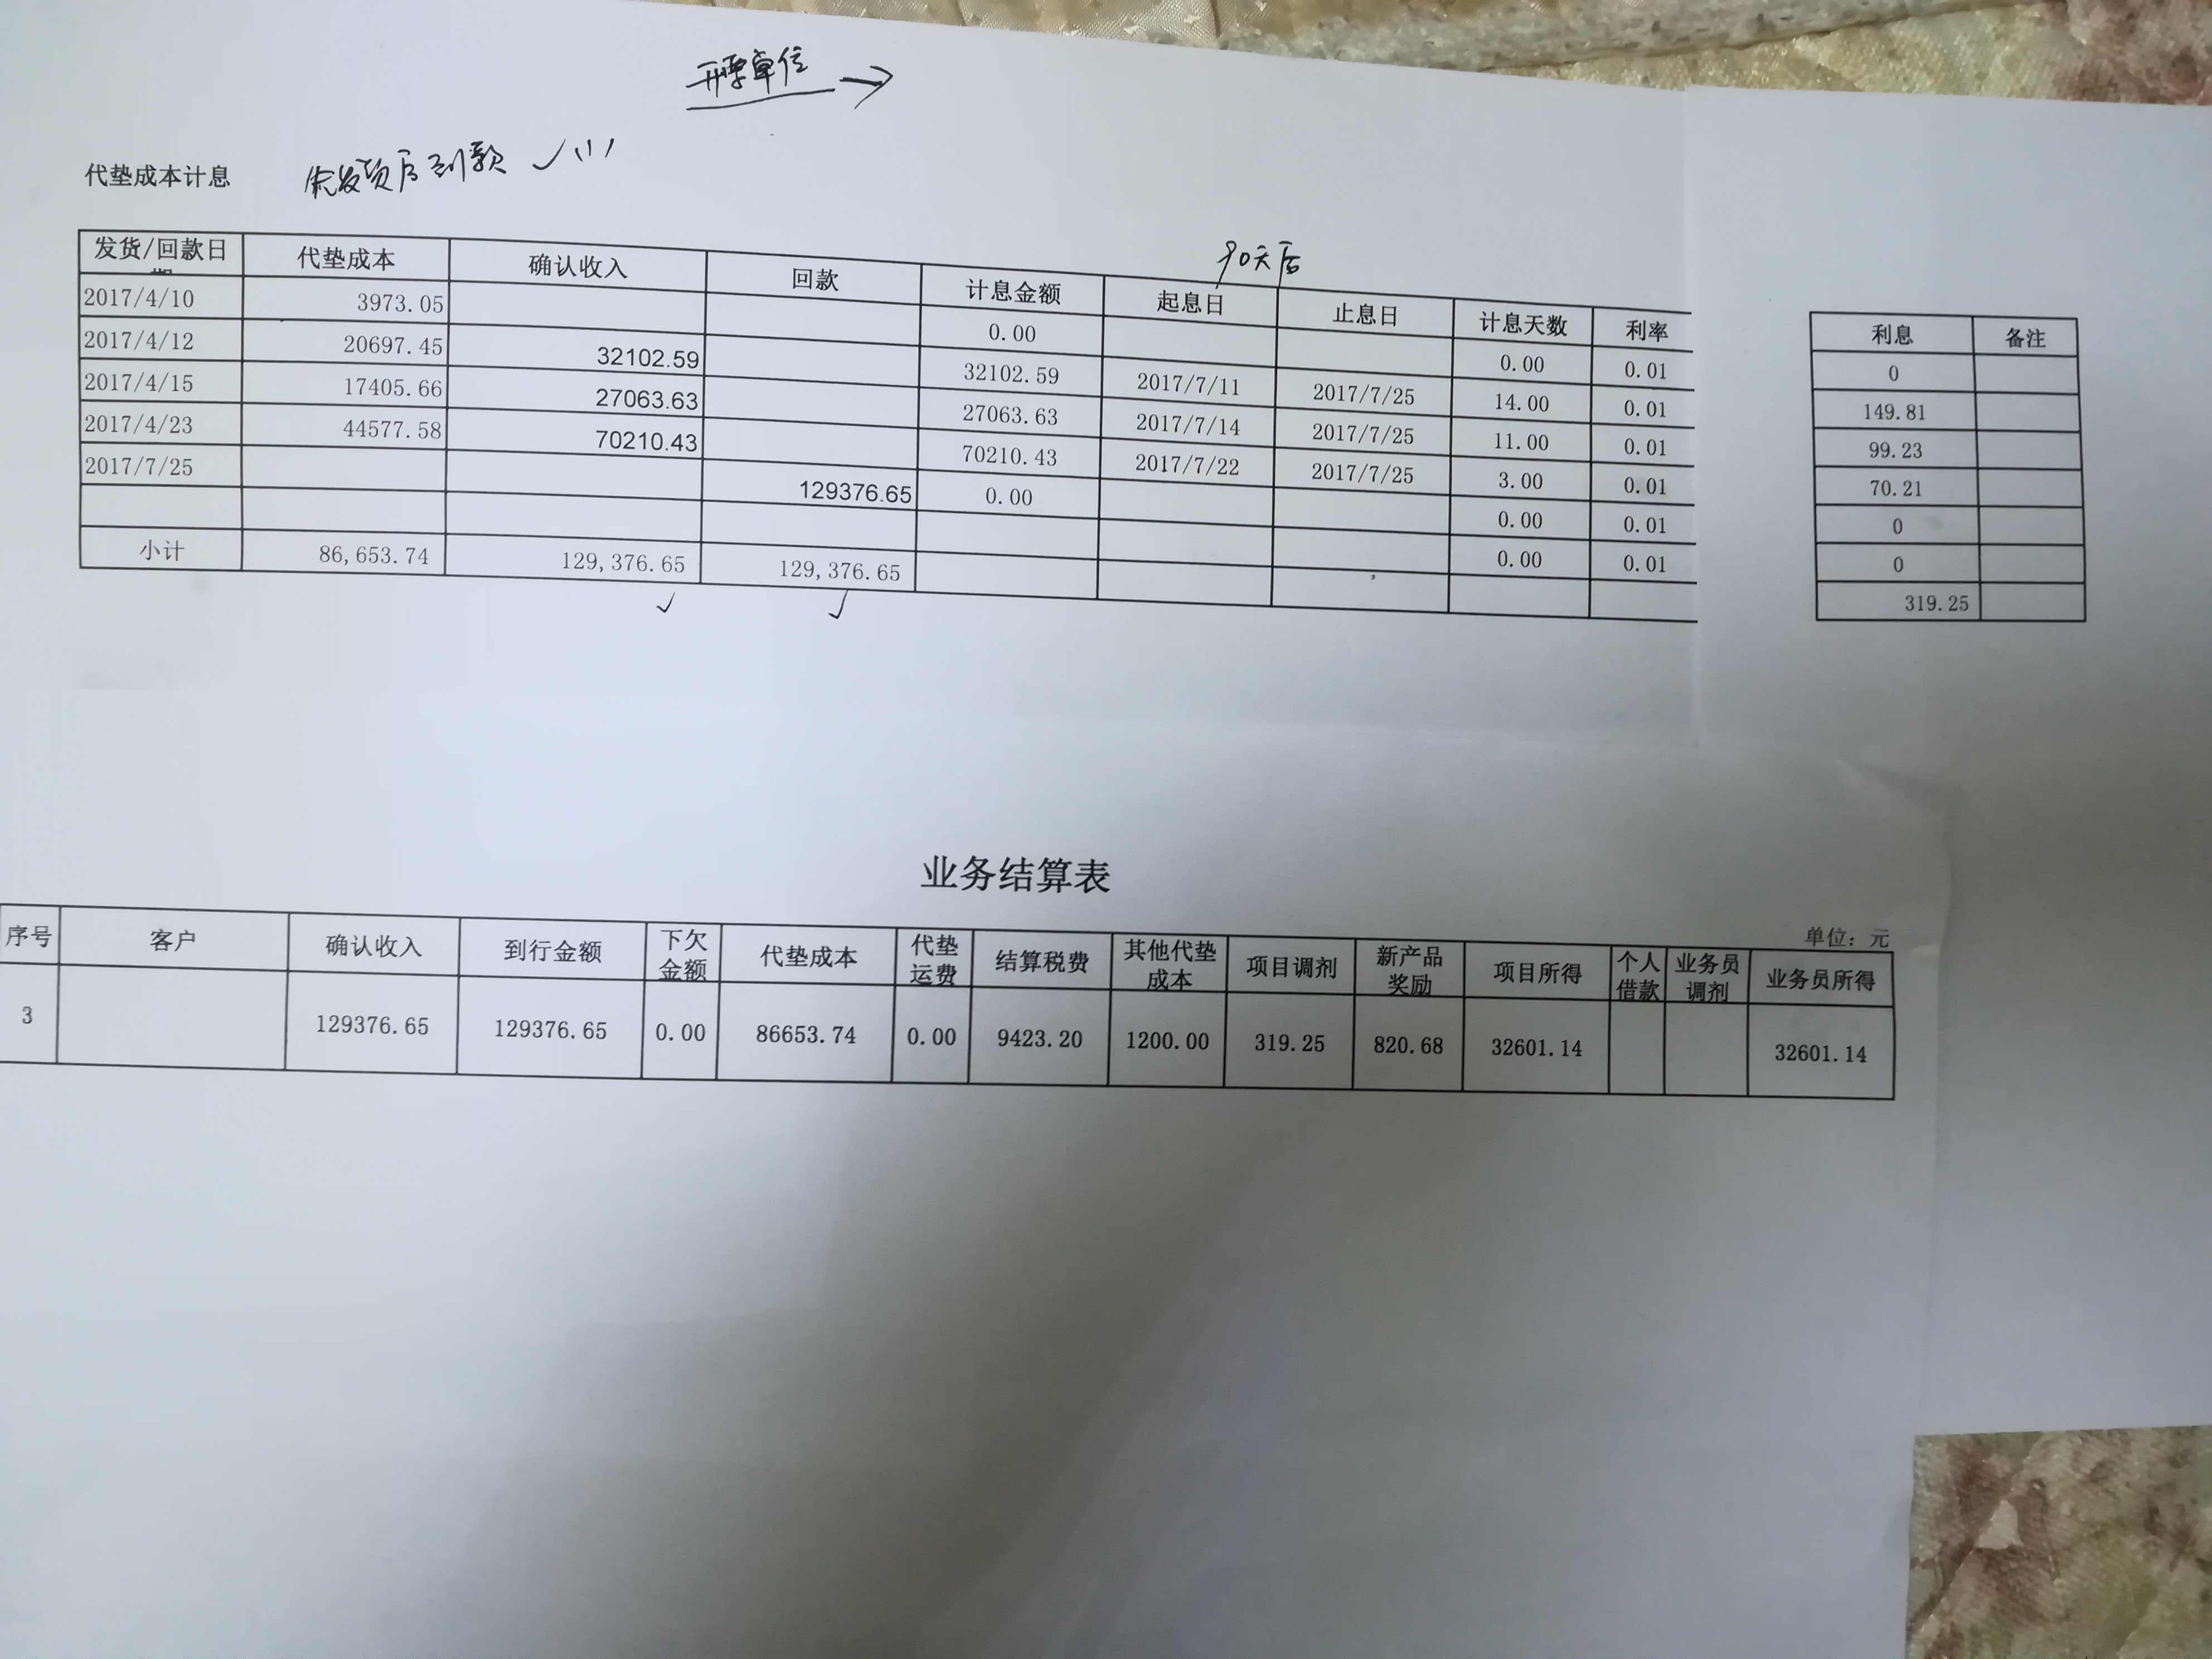 开票单位 →
代垫成本计息 先发货后到款 ✓
90天后
发货/回款日期 代垫成本 确认收入 回款 计息金额 起息日 止息日 计息天数 利率 利息 备注
2017/4/10 3973.05 0.00 0.00 0.01 0
2017/4/12 20697.45 32102.59 32102.59 2017/7/11 2017/7/25 14.00 0.01 149.81
2017/4/15 17405.66 27063.63 27063.63 2017/7/14 2017/7/25 11.00 0.01 99.23
2017/4/23 44577.58 70210.43 70210.43 2017/7/22 2017/7/25 3.00 0.01 70.21
2017/7/25 129376.65 0.00 0.00 0.01 0
0.00 0.01 0
小计 86,653.74 129,376.65 129,376.65 319.25
✓ ✓
业务结算表
单位：元
序号 客户 确认收入 到行金额 下欠金额 代垫成本 代垫运费 结算税费 其他代垫成本 项目调剂 新产品奖励 项目所得 个人借款 业务员调剂 业务员所得
3 129376.65 129376.65 0.00 86653.74 0.00 9423.20 1200.00 319.25 820.68 32601.14 32601.14